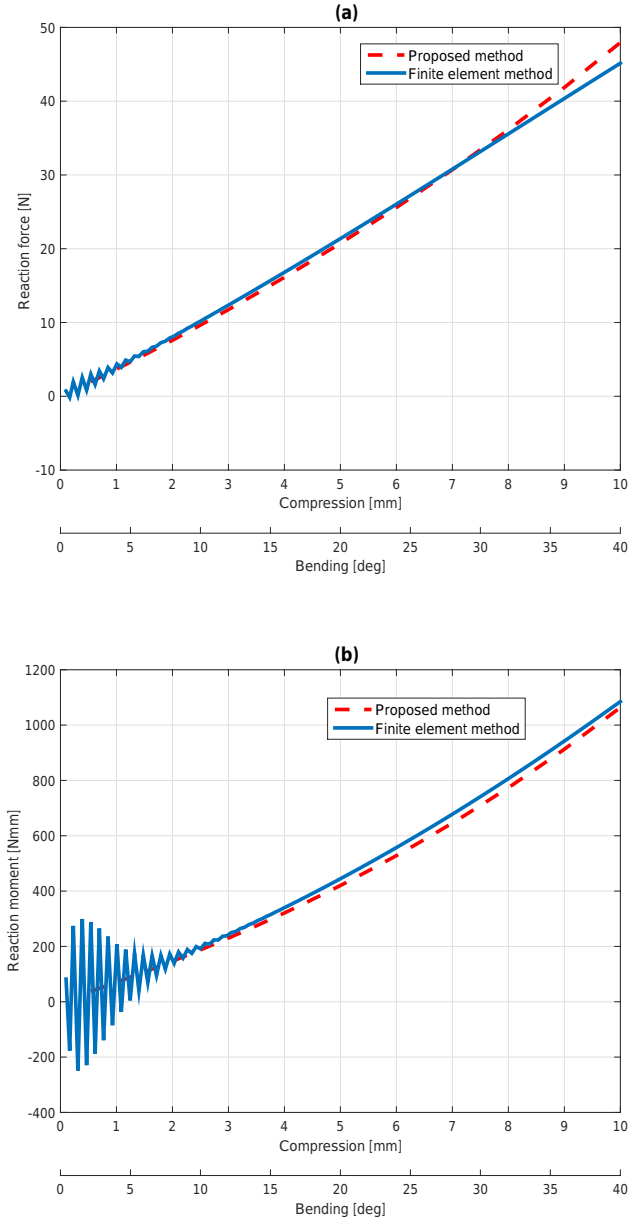 (a)
50
40
30
20
10
0
-10
Reaction force [N]
Proposed method
Finite element method
0 1 2 3 4 5 6 7 8 9 10
Compression [mm]
0 5 10 15 20 25 30 35 40
Bending [deg]
(b)
1200
1000
800
600
400
200
0
-200
-400
Reaction moment [Nmm]
Proposed method
Finite element method
0 1 2 3 4 5 6 7 8 9 10
Compression [mm]
0 5 10 15 20 25 30 35 40
Bending [deg]